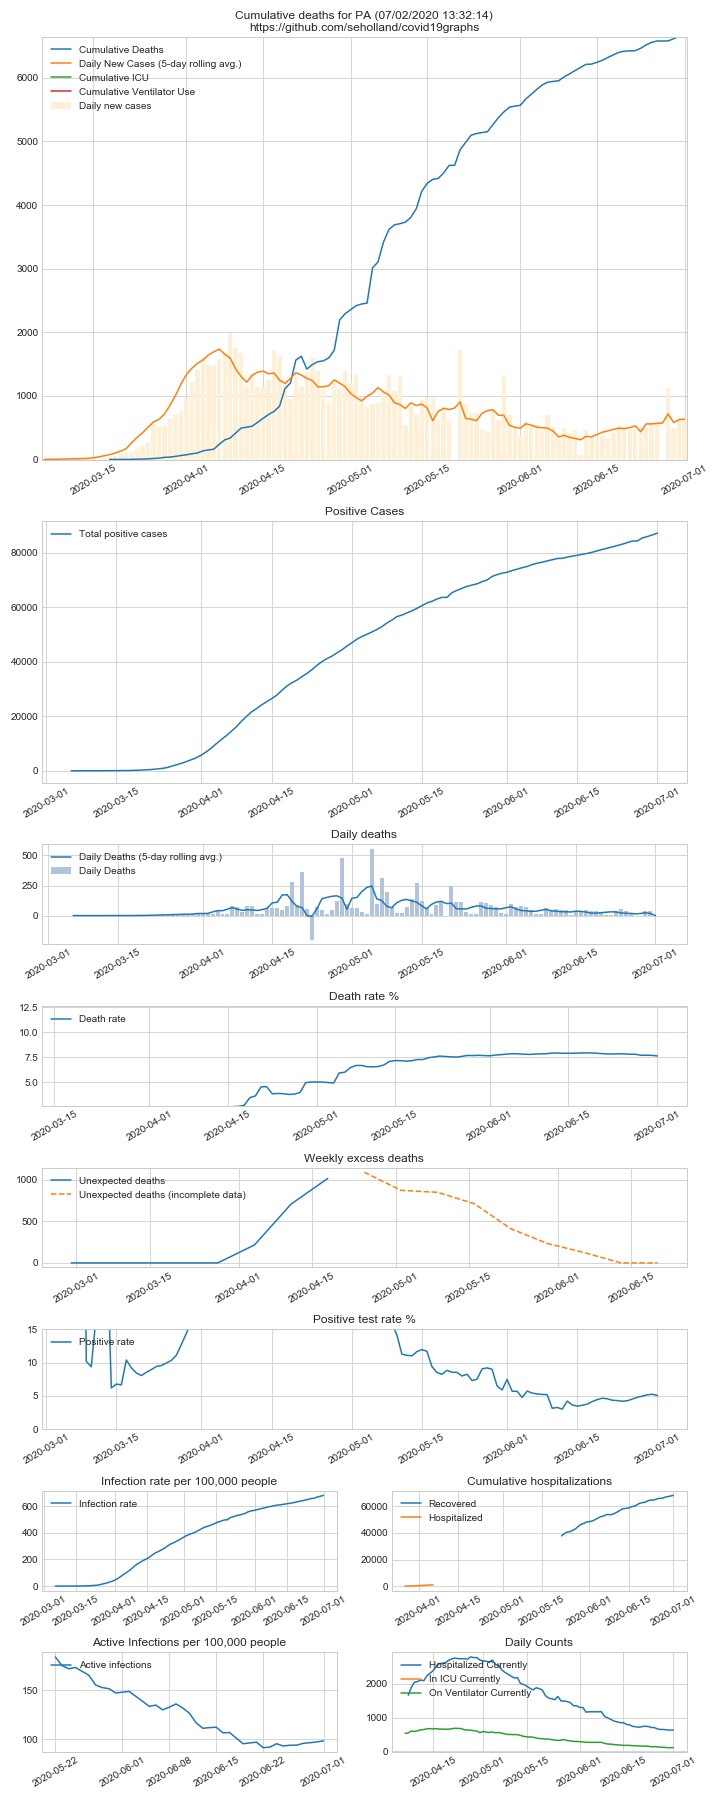 Cumulative deaths for PA (07/02/2020 13:32:14)
https://github.com/seholland/covid19graphs
Cumulative Deaths
Daily New Cases (5-day rolling avg.)
Cumulative ICU
Cumulative Ventilator Use
Daily new cases
6000
5000
4000
3000
2000
1000
0
2020-03-15 2020-04-01 2020-04-15 2020-05-01 2020-05-15 2020-06-01 2020-06-15 2020-07-01
Positive Cases
Total positive cases
80000
60000
40000
20000
0
2020-03-01 2020-03-15 2020-04-01 2020-04-15 2020-05-01 2020-05-15 2020-06-01 2020-06-15 2020-07-01
Daily deaths
Daily Deaths (5-day rolling avg.)
Daily Deaths
500
250
0
2020-03-01 2020-03-15 2020-04-01 2020-04-15 2020-05-01 2020-05-15 2020-06-01 2020-06-15 2020-07-01
Death rate %
Death rate
12.5
10.0
7.5
5.0
2020-03-15 2020-04-01 2020-04-15 2020-05-01 2020-05-15 2020-06-01 2020-06-15 2020-07-01
Weekly excess deaths
Unexpected deaths
Unexpected deaths (incomplete data)
1000
500
0
2020-03-01 2020-03-15 2020-04-01 2020-04-15 2020-05-01 2020-05-15 2020-06-01 2020-06-15
Positive test rate %
Positive rate
15
10
5
0
2020-03-01 2020-03-15 2020-04-01 2020-04-15 2020-05-01 2020-05-15 2020-06-01 2020-06-15 2020-07-01
Infection rate per 100,000 people
Infection rate
600
400
200
0
2020-03-01 2020-03-15 2020-04-01 2020-04-15 2020-05-01 2020-05-15 2020-06-01 2020-06-15 2020-07-01
Cumulative hospitalizations
Recovered
Hospitalized
60000
40000
20000
0
2020-04-01 2020-04-15 2020-05-01 2020-05-15 2020-06-01 2020-06-15 2020-07-01
Active Infections per 100,000 people
Active infections
150
100
2020-05-22 2020-06-01 2020-06-08 2020-06-15 2020-06-22 2020-07-01
Daily Counts
Hospitalized Currently
In ICU Currently
On Ventilator Currently
2000
1000
0
2020-04-15 2020-05-01 2020-05-15 2020-06-01 2020-06-15 2020-07-01